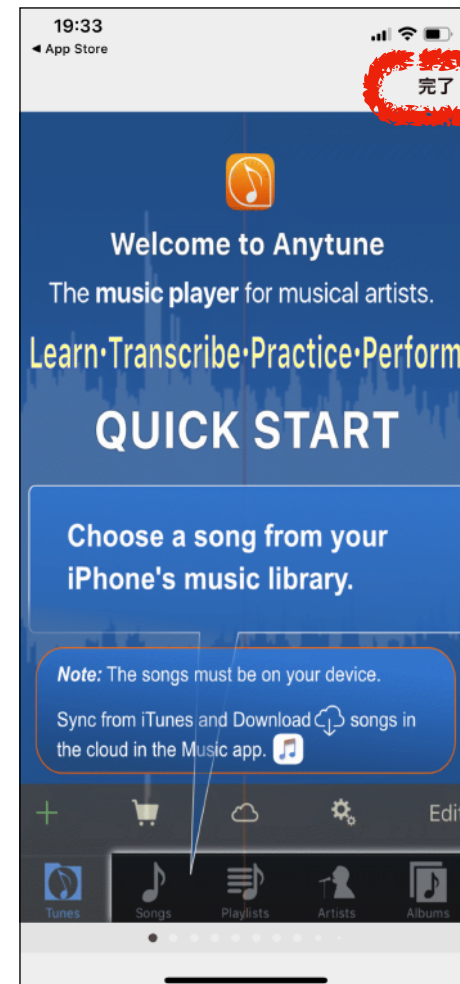 19:33
◀ App Store
完了
Welcome to Anytune
The music player for musical artists.
Learn·Transcribe·Practice·Perform
QUICK START
Choose a song from your
iPhone's music library.
Note: The songs must be on your device.
Sync from iTunes and Download songs in
the cloud in the Music app.
Edit
Tunes Songs Playlists Artists Albums